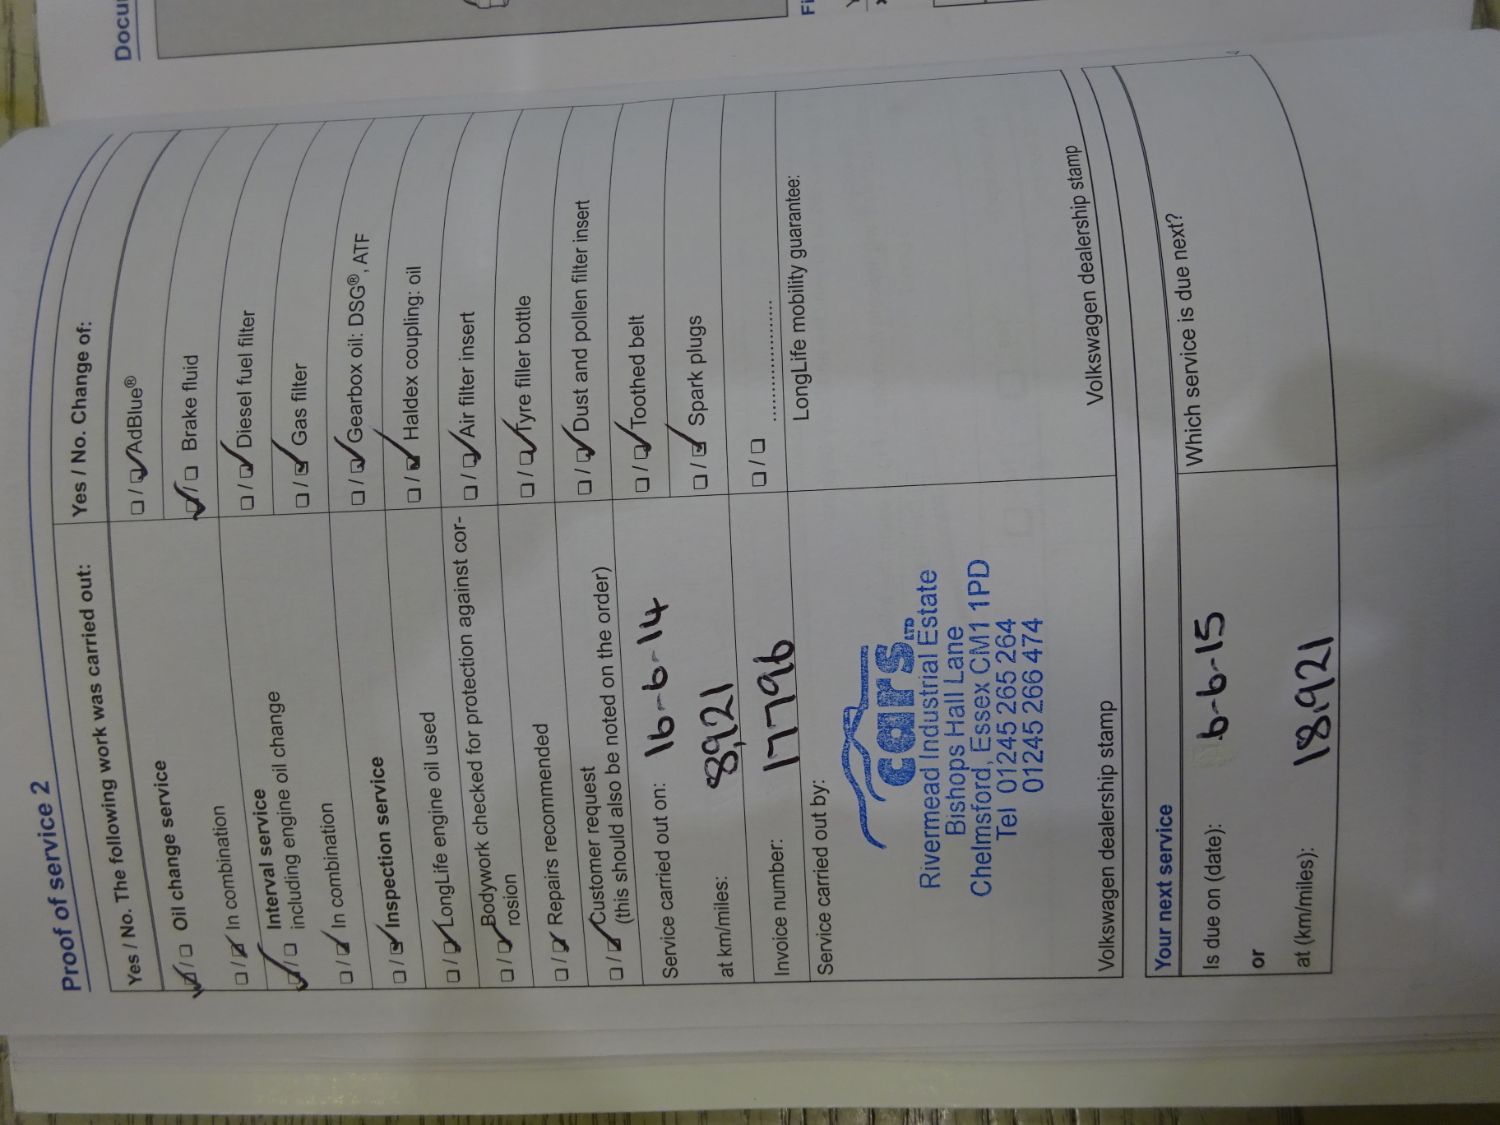 Proof of service 2
Yes / No. The following work was carried out:
☑/☐ Oil change service
☐/☑ In combination
☑/☐ Interval service
including engine oil change
☐/☑ In combination
☐/☑ Inspection service
☐/☑ LongLife engine oil used
☐/☑ Bodywork checked for protection against cor-
rosion
☐/☑ Repairs recommended
☐/☑ Customer request
(this should also be noted on the order)
Service carried out on: 16-6-14
at km/miles: 8,921
Invoice number: 17796
Service carried out by:
cars LTD
Rivermead Industrial Estate
Bishops Hall Lane
Chelmsford, Essex CM1 1PD
Tel 01245 265 264
01245 266 474
Volkswagen dealership stamp
Yes / No. Change of:
☐/☑ AdBlue®
☑/☐ Brake fluid
☐/☑ Diesel fuel filter
☐/☑ Gas filter
☐/☑ Gearbox oil: DSG®, ATF
☐/☑ Haldex coupling: oil
☐/☑ Air filter insert
☐/☑ Tyre filler bottle
☐/☑ Dust and pollen filter insert
☐/☑ Toothed belt
☐/☑ Spark plugs
☐/☐ ....................
LongLife mobility guarantee:
Volkswagen dealership stamp
Your next service
Is due on (date): 6-6-15
or
at (km/miles): 18,921
Which service is due next?
Docu
Fi